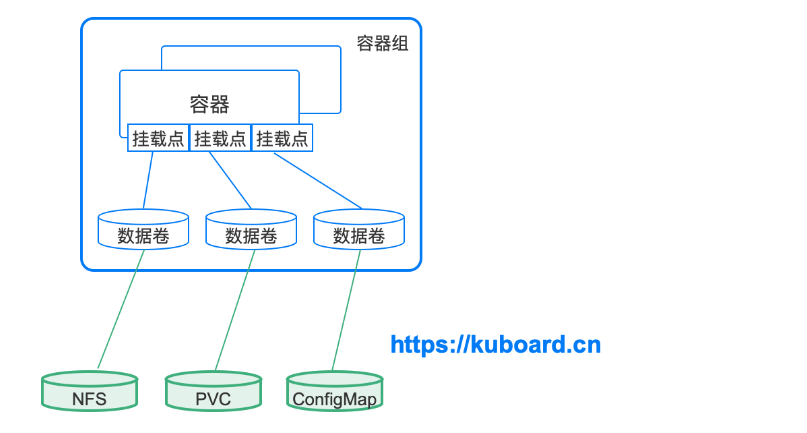 容器组
容器
挂载点 挂载点 挂载点
数据卷 数据卷 数据卷
https://kuboard.cn
NFS PVC ConfigMap